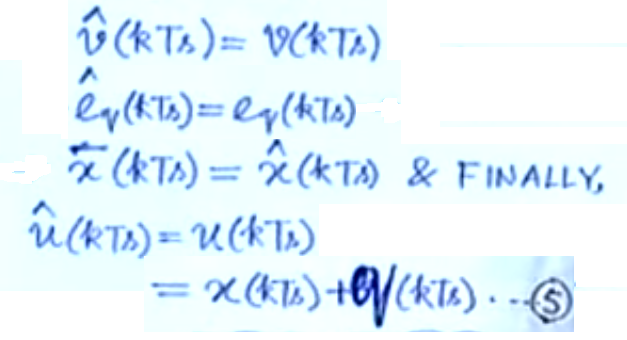 v̂(kTs) = v(kTs)
ê_q(kTs) = e_q(kTs)
x̄(kTs) = x̂(kTs) & FINALLY,
û(kTs) = u(kTs)
= x(kTs) + q(kTs) . . . ⑤